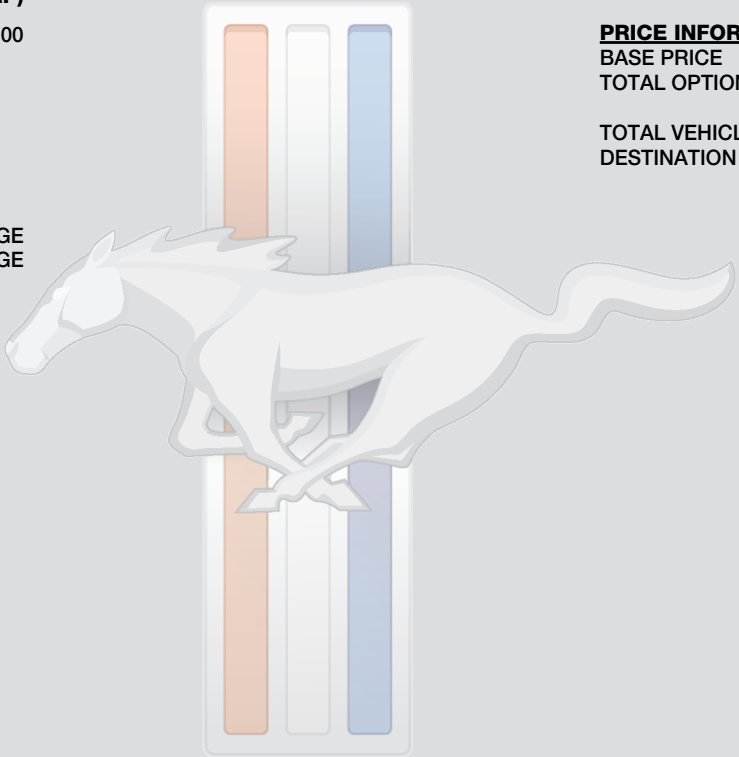 00
GE
GE
PRICE INFOR
BASE PRICE
TOTAL OPTION
TOTAL VEHICL
DESTINATION